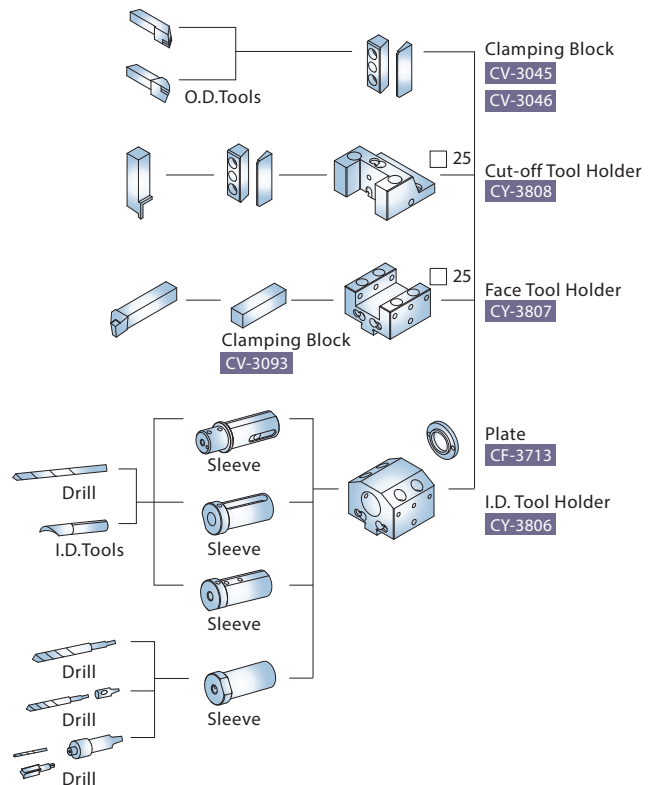 Clamping Block
CV-3045
CV-3046
O.D.Tools
25
Cut-off Tool Holder
CY-3808
25
Face Tool Holder
CY-3807
Clamping Block
CV-3093
Plate
CF-3713
Sleeve
Drill
I.D. Tool Holder
CY-3806
I.D.Tools
Sleeve
Sleeve
Drill
Drill
Sleeve
Drill